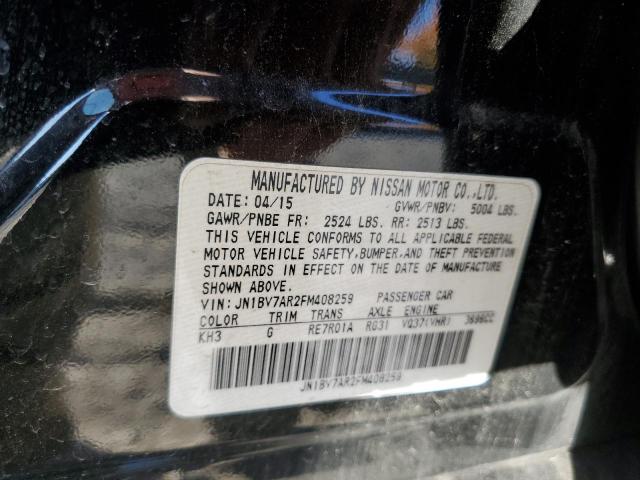 MANUFACTURED BY NISSAN MOTOR CO.,LTD.
DATE: 04/15 GVWR/PNBV: 5004 LBS.
GAWR/PNBE FR: 2524 LBS. RR: 2513 LBS.
THIS VEHICLE CONFORMS TO ALL APPLICABLE FEDERAL
MOTOR VEHICLE SAFETY,BUMPER,AND THEFT PREVENTION
STANDARDS IN EFFECT ON THE DATE OF MANUFACTURE
SHOWN ABOVE.
VIN: JN1BV7AR2FM408259 PASSENGER CAR
COLOR TRIM TRANS AXLE ENGINE
KH3 G RE7R01A RG31 VQ37(VHR) 3696CC
JN1BV7AR2FM408259